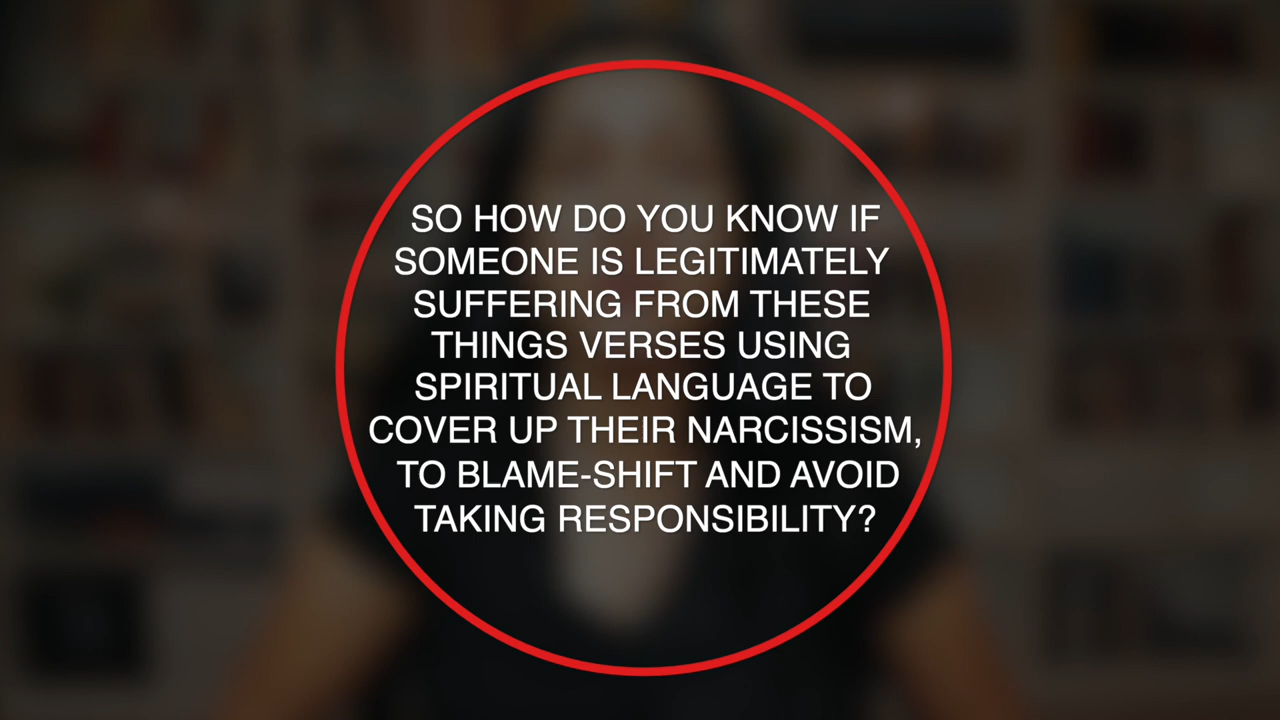 SO HOW DO YOU KNOW IF
SOMEONE IS LEGITIMATELY
SUFFERING FROM THESE
THINGS VERSES USING
SPIRITUAL LANGUAGE TO
COVER UP THEIR NARCISSISM,
TO BLAME-SHIFT AND AVOID
TAKING RESPONSIBILITY?